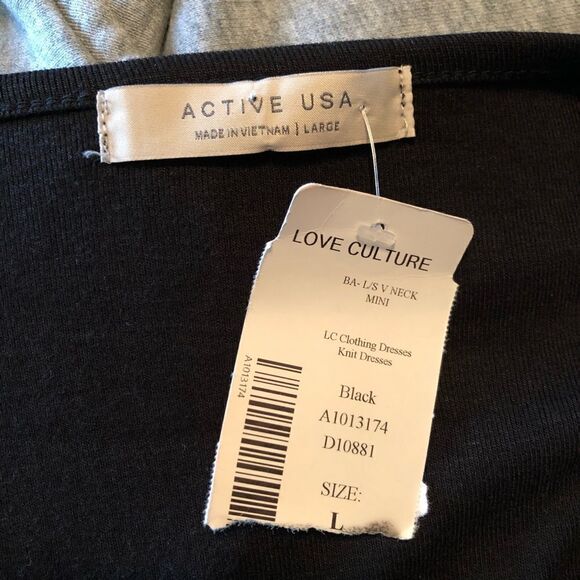 ACTIVE USA
MADE IN VIETNAM | LARGE
LOVE CULTURE
BA- L/S V NECK
MINI
LC Clothing Dresses
Knit Dresses
Black
A1013174
D10881
SIZE:
L
A1013174